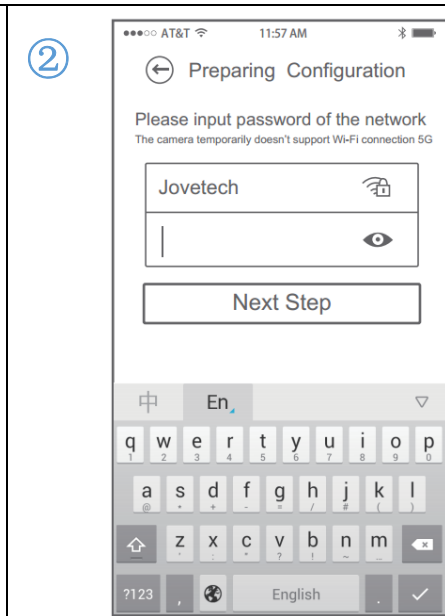 ②
AT&T 11:57 AM
Preparing Configuration
Please input password of the network
The camera temporarily doesn't support Wi-Fi connection 5G
Jovetech
Next Step
中 En
q w e r t y u i o p
1 2 3 4 5 6 7 8 9 0
a s d f g h j k l
z x c v b n m
?123 , English .